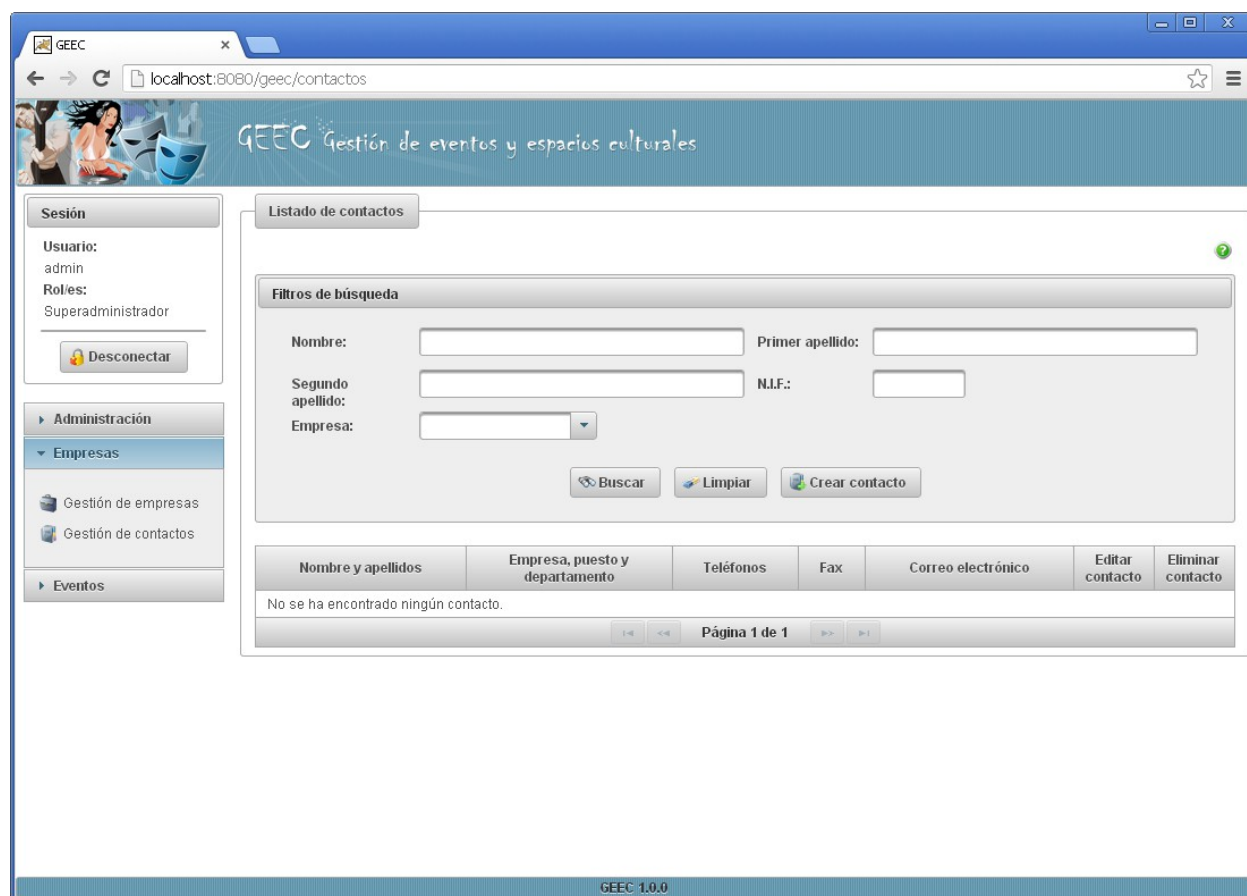 GEEC
localhost:8080/geec/contactos
GEEC Gestión de eventos y espacios culturales
Sesión
Usuario:
admin
Rol/es:
Superadministrador
Desconectar
Administración
Empresas
Gestión de empresas
Gestión de contactos
Eventos
Listado de contactos
Filtros de búsqueda
Nombre:
Primer apellido:
Segundo
apellido:
N.I.F.:
Empresa:
Buscar
Limpiar
Crear contacto
Nombre y apellidos
Empresa, puesto y
departamento
Teléfonos
Fax
Correo electrónico
Editar
contacto
Eliminar
contacto
No se ha encontrado ningún contacto.
Página 1 de 1
GEEC 1.0.0